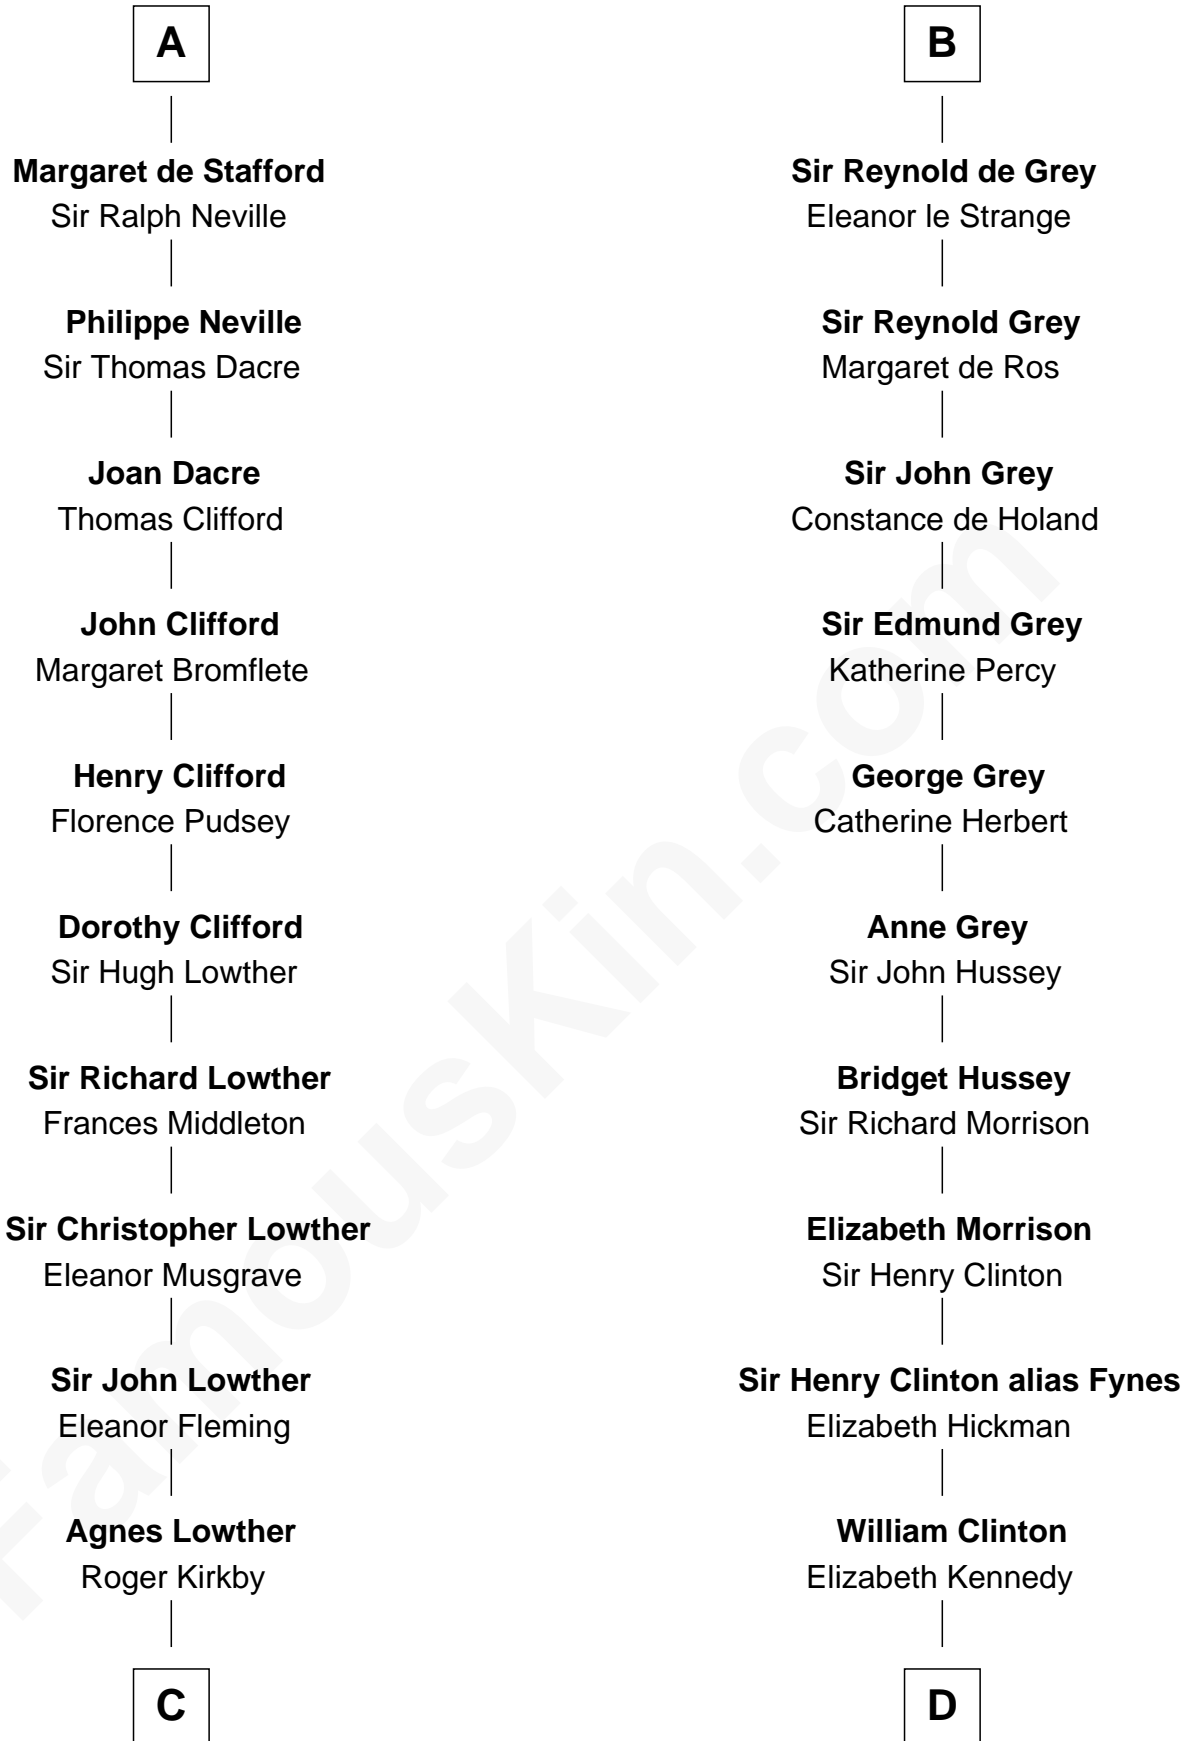 A
Margaret de Stafford
Sir Ralph Neville
Philippe Neville
Sir Thomas Dacre
Joan Dacre
Thomas Clifford
John Clifford
Margaret Bromflete
Henry Clifford
Florence Pudsey
Dorothy Clifford
Sir Hugh Lowther
Sir Richard Lowther
Frances Middleton
Sir Christopher Lowther
Eleanor Musgrave
Sir John Lowther
Eleanor Fleming
Agnes Lowther
Roger Kirkby
C
B
Sir Reynold de Grey
Eleanor le Strange
Sir Reynold Grey
Margaret de Ros
Sir John Grey
Constance de Holand
Sir Edmund Grey
Katherine Percy
George Grey
Catherine Herbert
Anne Grey
Sir John Hussey
Bridget Hussey
Sir Richard Morrison
Elizabeth Morrison
Sir Henry Clinton
Sir Henry Clinton alias Fynes
Elizabeth Hickman
William Clinton
Elizabeth Kennedy
D
FamousKin.com